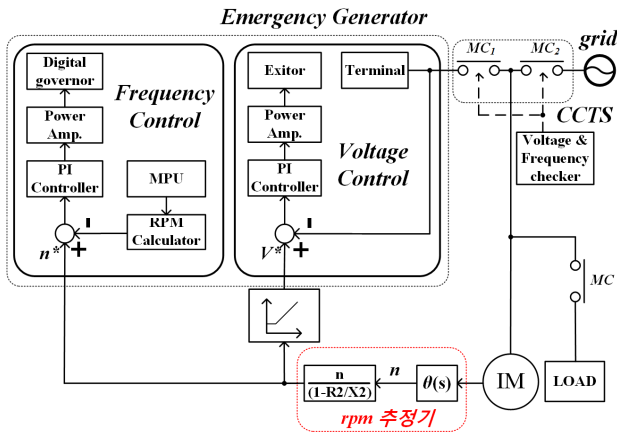 Emergency Generator
Digital
governor
Power
Amp.
PI
Controller
Frequency
Control
MPU
RPM
Calculator
n*
Exitor
Power
Amp.
PI
Controller
Terminal
Voltage
Control
V*
MC1
MC2
grid
CCTS
Voltage &
Frequency
checker
MC
LOAD
IM
θ(s)
n
n
(1-R2/X2)
rpm 추정기